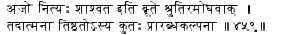 अजो नित्यः शाश्वत इति ब्रूते श्रुतिरमोघवाक् ।
तदात्मना तिष्ठतोऽस्य कुतः प्रारब्धकल्पना ॥ ४५९॥